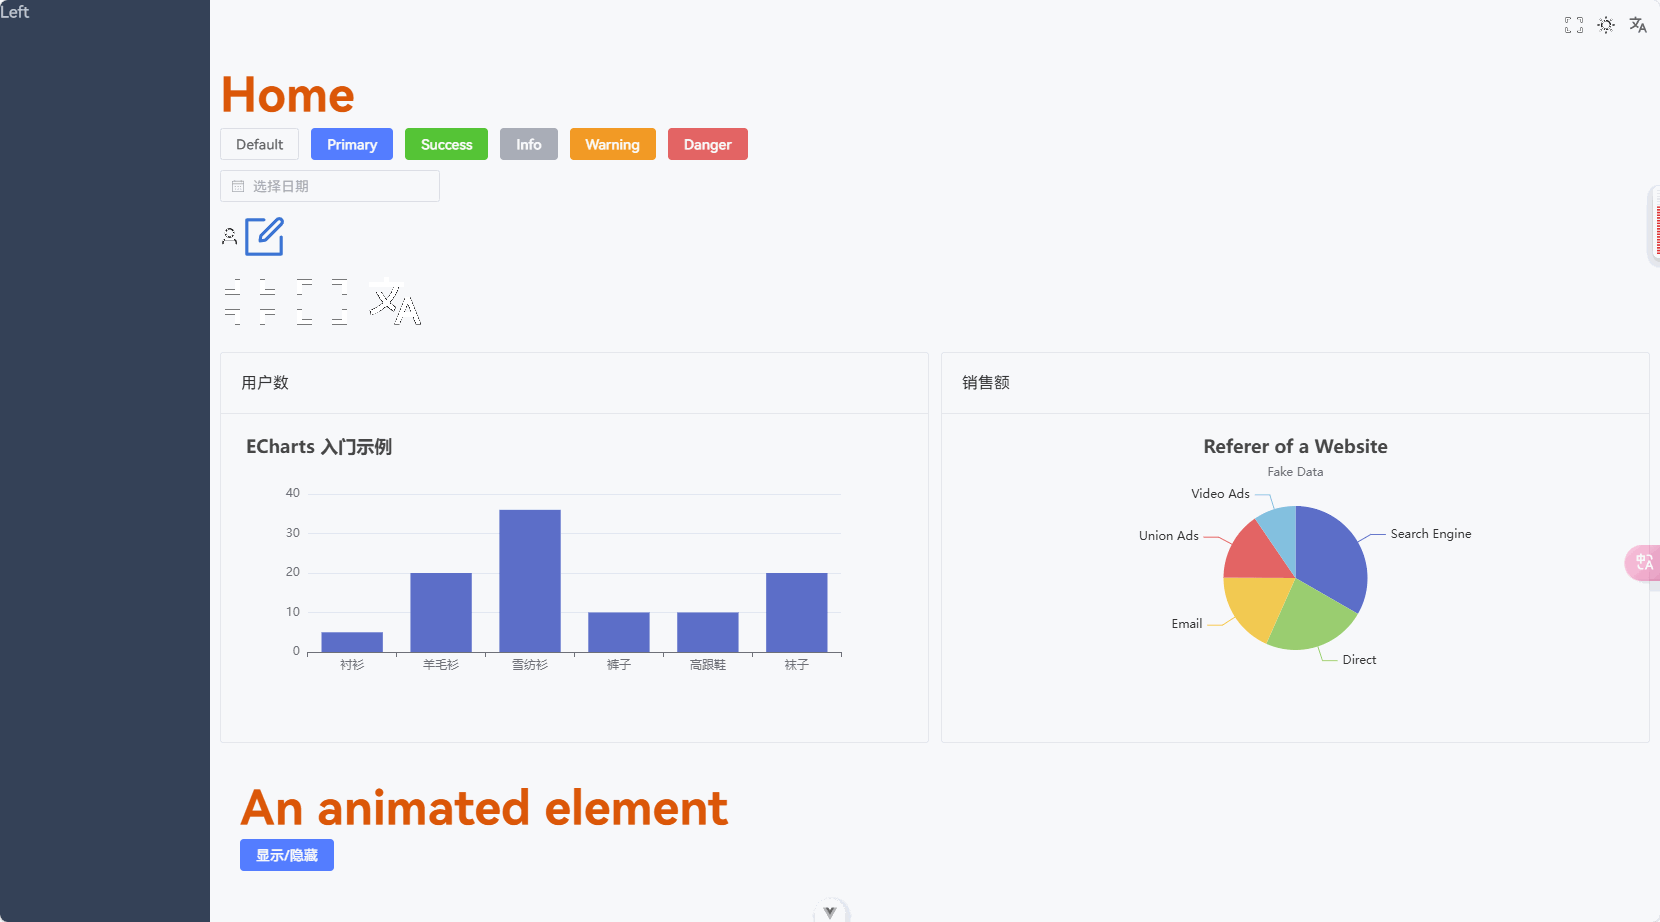 Left
Home
Default Primary Success Info Warning Danger
选择日期
文A
用户数
ECharts 入门示例
40
30
20
10
0
衬衫 羊毛衫 雪纺衫 裤子 高跟鞋 袜子
销售额
Referer of a Website
Fake Data
Video Ads
Union Ads
Search Engine
Email
Direct
An animated element
显示/隐藏